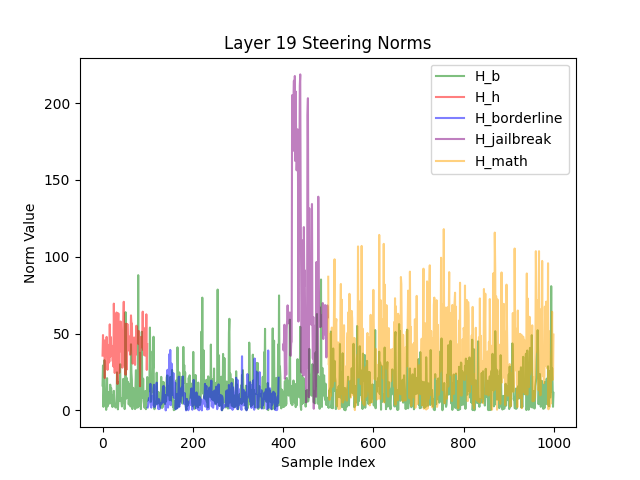 Layer 19 Steering Norms
H_b
H_h
H_borderline
H_jailbreak
H_math
Norm Value
200
150
100
50
0
0
200
400
600
800
1000
Sample Index